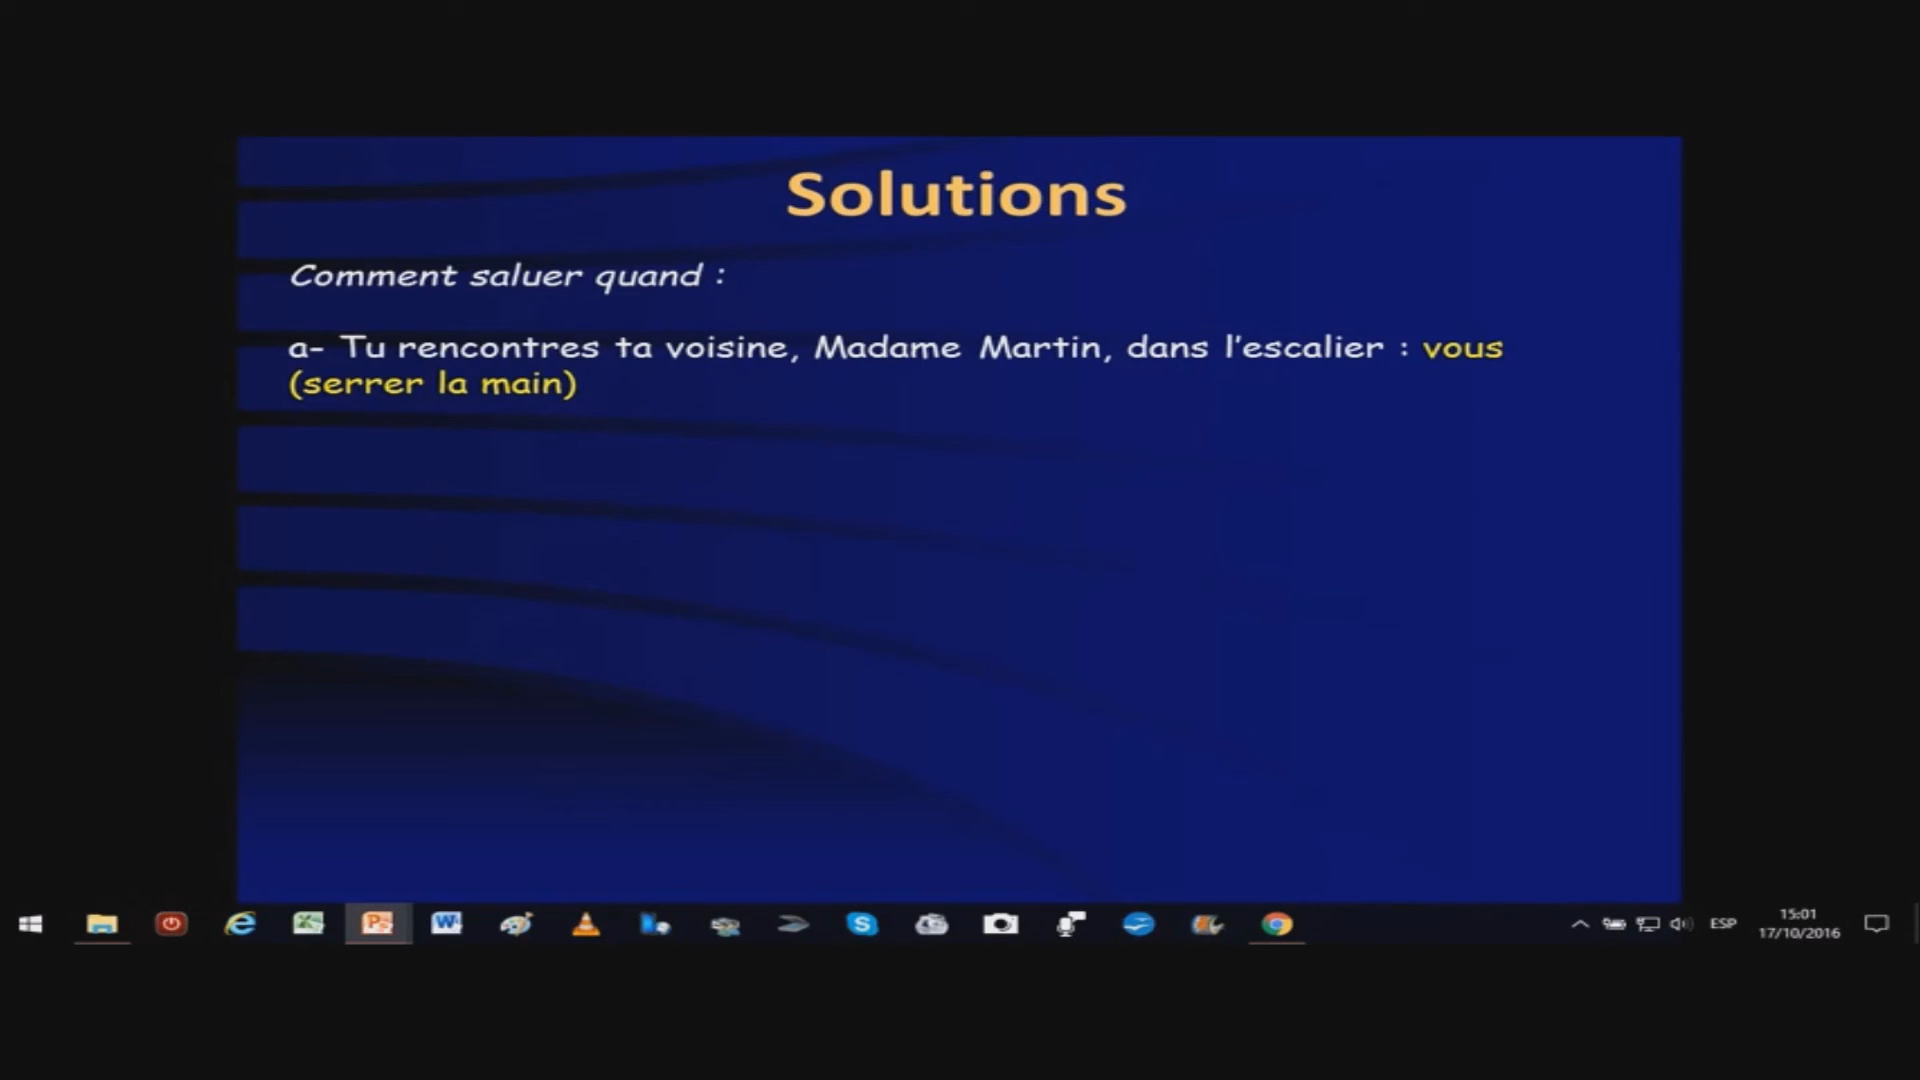 Solutions
Comment saluer quand :
a- Tu rencontres ta voisine, Madame Martin, dans l'escalier : vous
(serrer la main)
ESP
15:01
17/10/2016